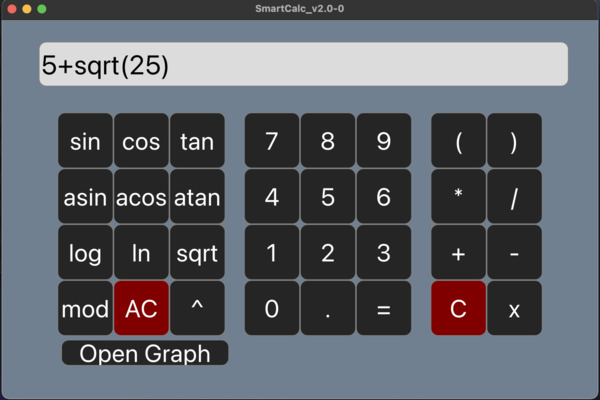 SmartCalc_v2.0-0
5+sqrt(25)
sin cos tan 7 8 9 ( )
asin acos atan 4 5 6 * /
log ln sqrt 1 2 3 + -
mod AC ^ 0 . = C x
Open Graph